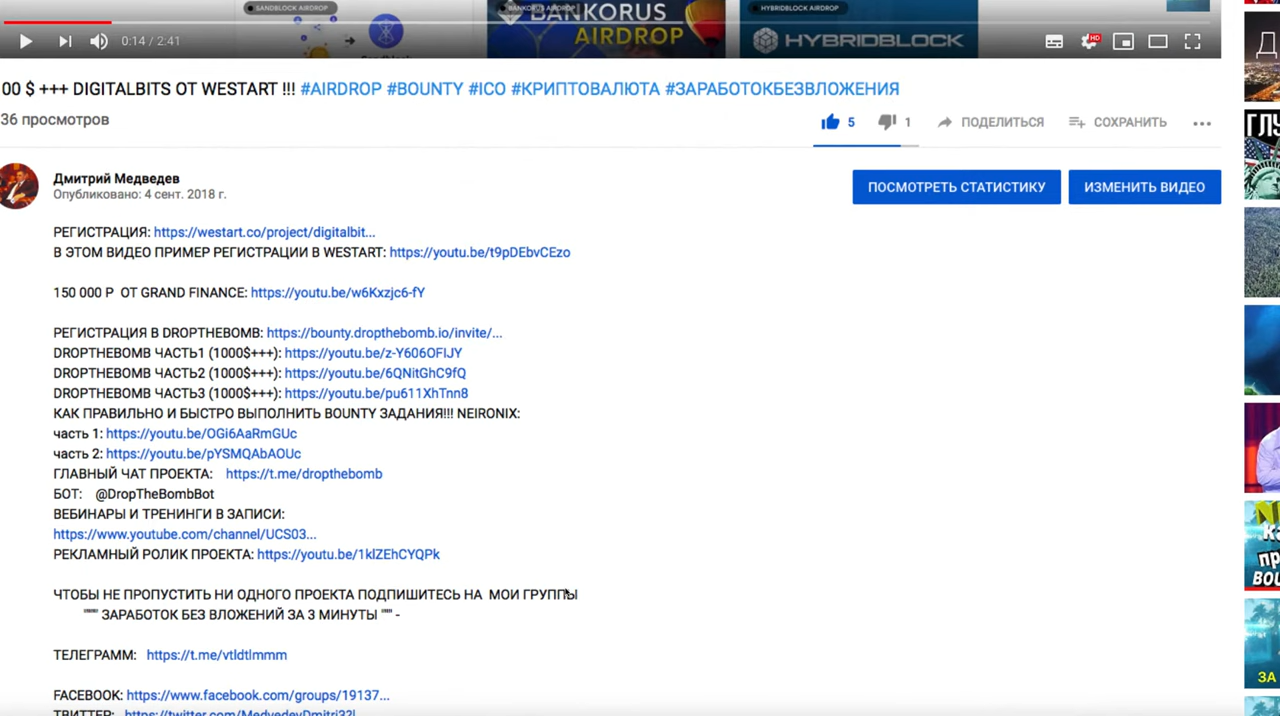 SANDBLOCK AIRDROP
BANKORUS
AIRDROP
HYBRIDBLOCK AIRDROP
HYBRIDBLOCK
0:14 / 2:41
HD
00 $ +++ DIGITALBITS ОТ WESTART !!! #AIRDROP #BOUNTY #ICO #КРИПТОВАЛЮТА #ЗАРАБОТОКБЕЗВЛОЖЕНИЯ
36 просмотров
5
1
ПОДЕЛИТЬСЯ
СОХРАНИТЬ
Дмитрий Медведев
Опубликовано: 4 сент. 2018 г.
ПОСМОТРЕТЬ СТАТИСТИКУ
ИЗМЕНИТЬ ВИДЕО
РЕГИСТРАЦИЯ: https://westart.co/project/digitalbit...
В ЭТОМ ВИДЕО ПРИМЕР РЕГИСТРАЦИИ В WESTART: https://youtu.be/t9pDEbvCEzo
150 000 Р ОТ GRAND FINANCE: https://youtu.be/w6Kxzjc6-fY
РЕГИСТРАЦИЯ В DROPTHEBOMB: https://bounty.dropthebomb.io/invite/...
DROPTHEBOMB ЧАСТЬ1 (1000$+++): https://youtu.be/z-Y606OFIJY
DROPTHEBOMB ЧАСТЬ2 (1000$+++): https://youtu.be/6QNitGhC9fQ
DROPTHEBOMB ЧАСТЬ3 (1000$+++): https://youtu.be/pu611XhTnn8
КАК ПРАВИЛЬНО И БЫСТРО ВЫПОЛНИТЬ BOUNTY ЗАДАНИЯ!!! NEIRONIX:
часть 1: https://youtu.be/OGi6AaRmGUc
часть 2: https://youtu.be/pYSMQAbAOUc
ГЛАВНЫЙ ЧАТ ПРОЕКТА: https://t.me/dropthebomb
БОТ: @DropTheBombBot
ВЕБИНАРЫ И ТРЕНИНГИ В ЗАПИСИ:
https://www.youtube.com/channel/UCS03...
РЕКЛАМНЫЙ РОЛИК ПРОЕКТА: https://youtu.be/1klZEhCYQPk
ЧТОБЫ НЕ ПРОПУСТИТЬ НИ ОДНОГО ПРОЕКТА ПОДПИШИТЕСЬ НА МОИ ГРУППЫ
"""" ЗАРАБОТОК БЕЗ ВЛОЖЕНИЙ ЗА 3 МИНУТЫ """ -
ТЕЛЕГРАММ: https://t.me/vtldtlmmm
FACEBOOK: https://www.facebook.com/groups/19137...
ТВИТТЕР: https://twitter.com/MedvedevDmitri32l
ЗА